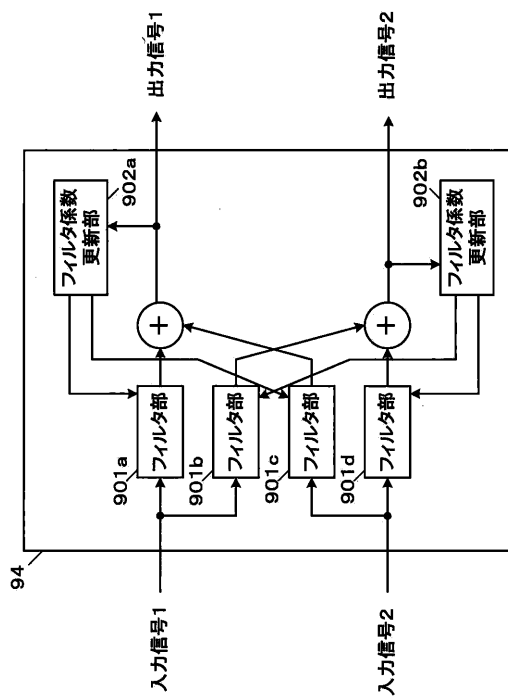 94
入力信号1
入力信号2
901a
フィルタ部
901b
フィルタ部
901c
フィルタ部
901d
フィルタ部
+
+
フィルタ係数
更新部
902a
フィルタ係数
更新部
902b
出力信号1
出力信号2